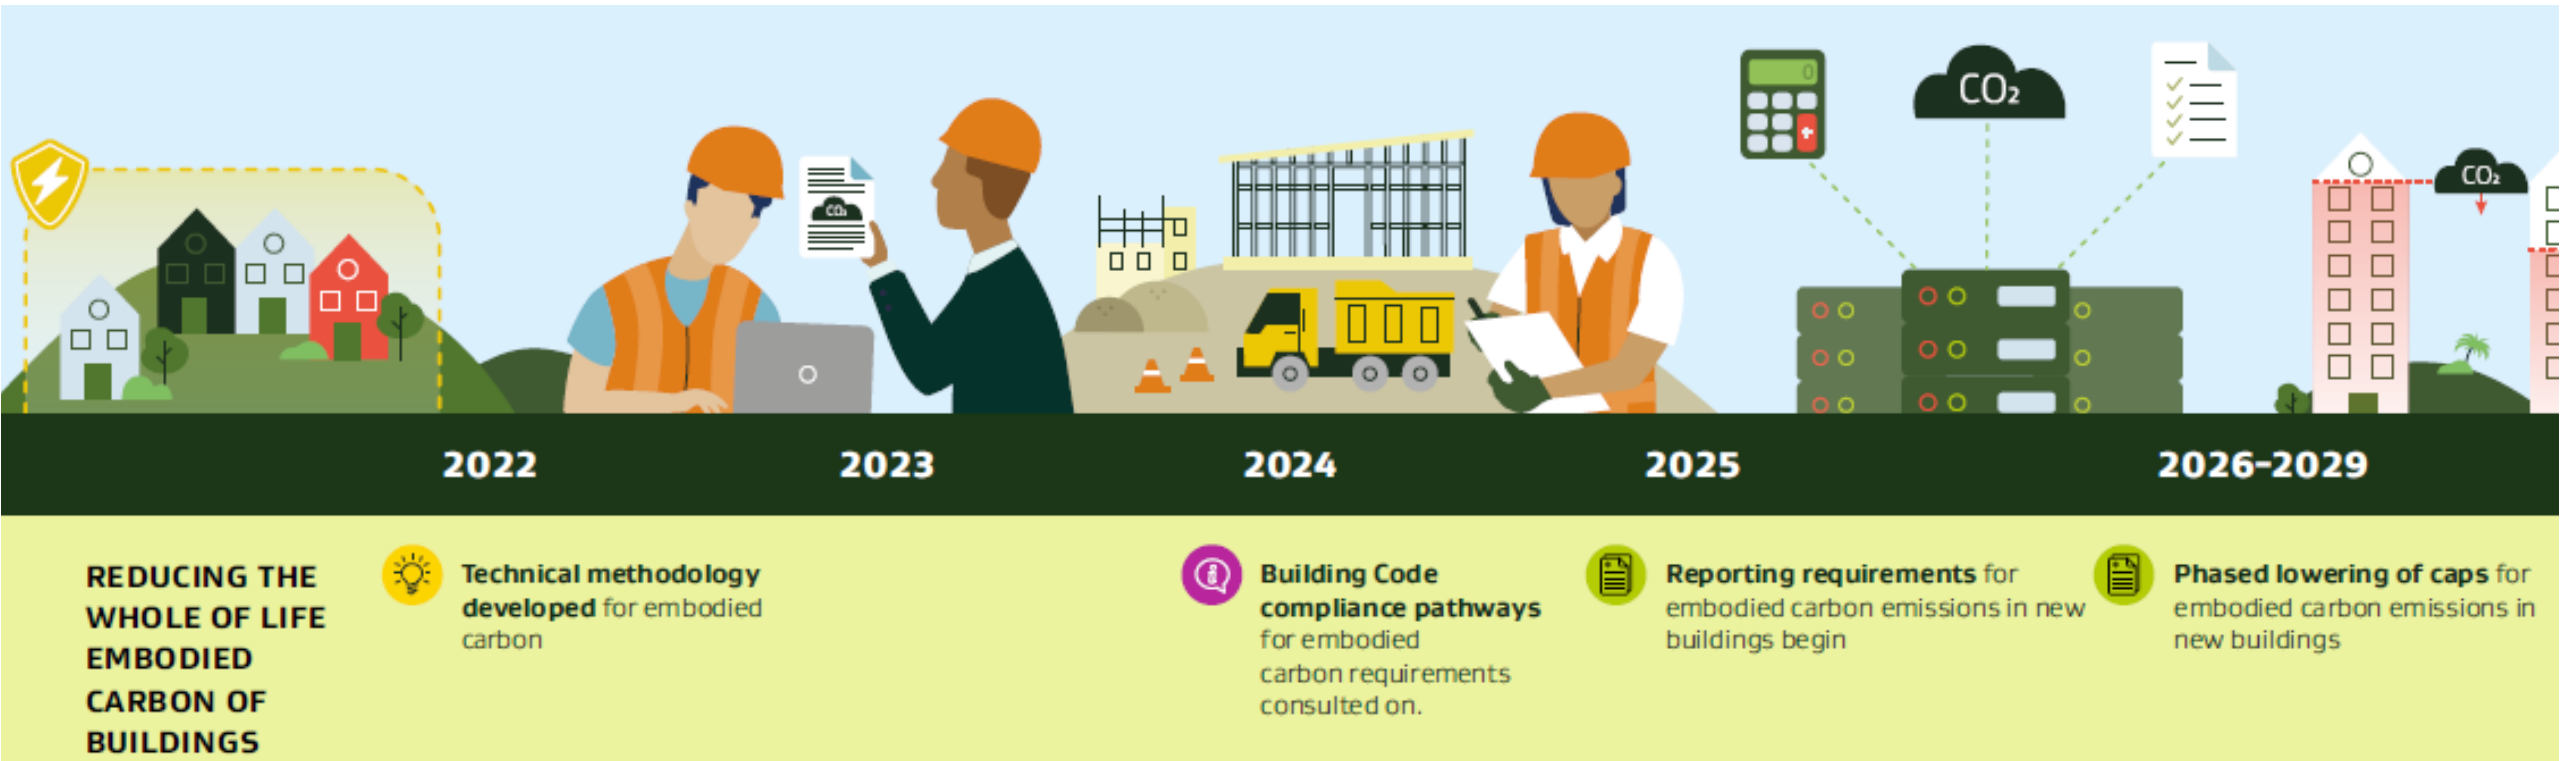 CO₂
CO₂
CO₂
0
2022
2023
2024
2025
2026–2029
REDUCING THE
WHOLE OF LIFE
EMBODIED
CARBON OF
BUILDINGS
Technical methodology
developed for embodied
carbon
Building Code
compliance pathways
for embodied
carbon requirements
consulted on.
Reporting requirements for
embodied carbon emissions in new
buildings begin
Phased lowering of caps for
embodied carbon emissions in
new buildings